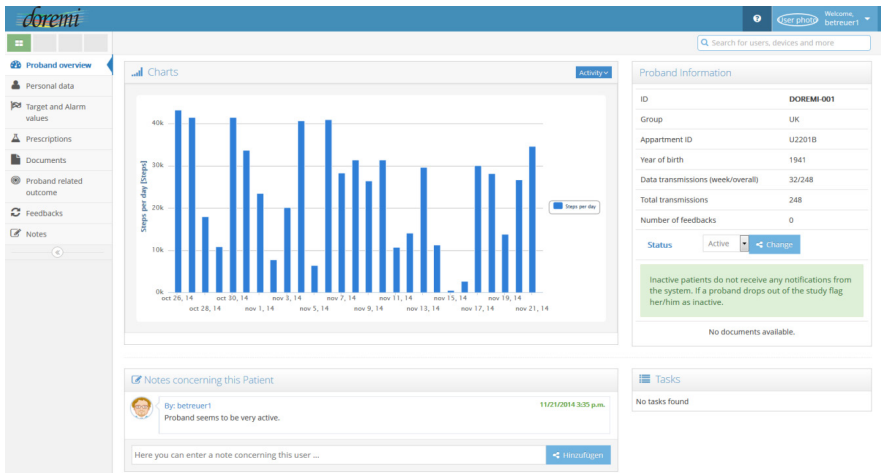 doremi
?
user photo
Welcome,
betreuer1
Search for users, devices and more
Proband overview
Personal data
Target and Alarm
values
Prescriptions
Documents
Proband related
outcome
Feedbacks
Notes
Charts
Activity
Steps per day [Steps]
40k
30k
20k
10k
0k
oct 26, 14 oct 30, 14 nov 3, 14 nov 7, 14 nov 11, 14 nov 15, 14 nov 19, 14
oct 28, 14 nov 1, 14 nov 5, 14 nov 9, 14 nov 13, 14 nov 17, 14 nov 21, 14
Steps per day
Proband Information
ID DOREMI-001
Group UK
Appartment ID U2201B
Year of birth 1941
Data transmissions (week/overall) 32/248
Total transmissions 248
Number of feedbacks 0
Status Active Change
Inactive patients do not receive any notifications from
the system. If a proband drops out of the study flag
her/him as inactive.
No documents available.
Notes concerning this Patient
By: betreuer1 11/21/2014 3:35 p.m.
Proband seems to be very active.
Here you can enter a note concerning this user ... Hinzufügen
Tasks
No tasks found